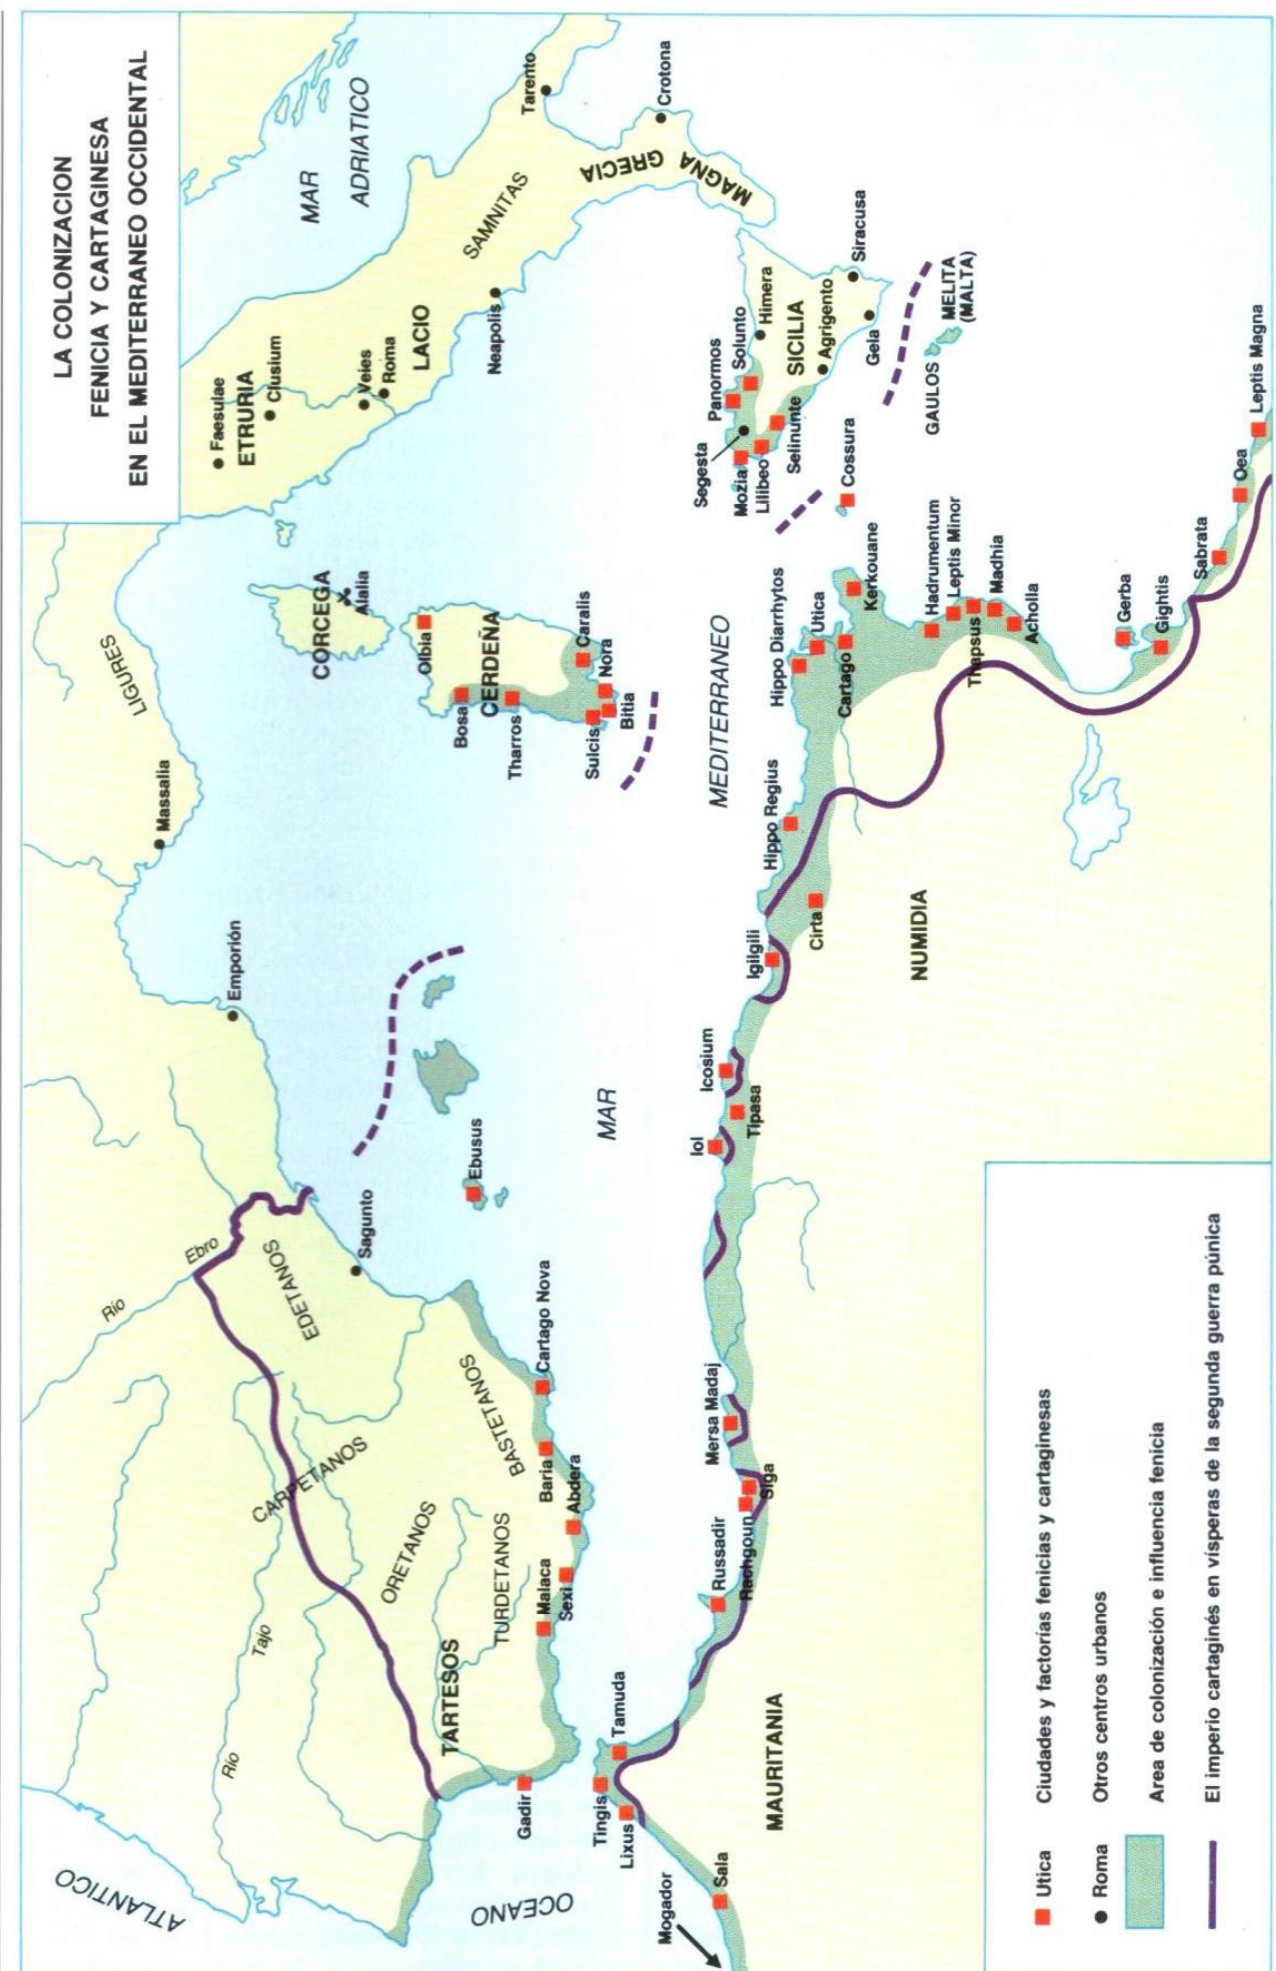 LA COLONIZACION
FENICIA Y CARTAGINESA
EN EL MEDITERRANEO OCCIDENTAL
MAR
ADRIATICO
Tarento
Crotona
MAGNA GRECIA
SAMNITAS
Faesulae
ETRURIA
Clusium
Veies
Roma
LACIO
Neapolis
LIGURES
Massalia
Emporión
CORCEGA
Alalia
Olbia
CERDEÑA
Bosa
Tharros
Caralis
Nora
Sulcis
Bitia
Panormos
Solunto
Himera
Segesta
Mozia
Lilibeo
Selinunte
SICILIA
Agrigento
Gela
Siracusa
MELITA
(MALTA)
GAULOS
Cossura
MAR
MEDITERRANEO
Río
Ebro
EDETANOS
Sagunto
Ebusus
CARPETANOS
Río
Tajo
ORETANOS
BASTETANOS
TURDETANOS
TARTESOS
Cartago Nova
Baria
Abdera
Sexi
Malaca
Gadir
OCEANO
ATLANTICO
Tingis
Lixus
Tamuda
Mogador
Sala
MAURITANIA
Russadir
Rachgoun
Siga
Mersa Madaj
Iol
Tipasa
Icosium
Igilgili
Cirta
NUMIDIA
Hippo Regius
Hippo Diarrhytos
Utica
Cartago
Kerkouane
Hadrumentum
Leptis Minor
Thapsus
Madhia
Acholla
Gerba
Gightis
Sabrata
Oea
Leptis Magna
Utica Ciudades y factorías fenicias y cartaginesas
Roma Otros centros urbanos
Area de colonización e influencia fenicia
El imperio cartaginés en vísperas de la segunda guerra púnica